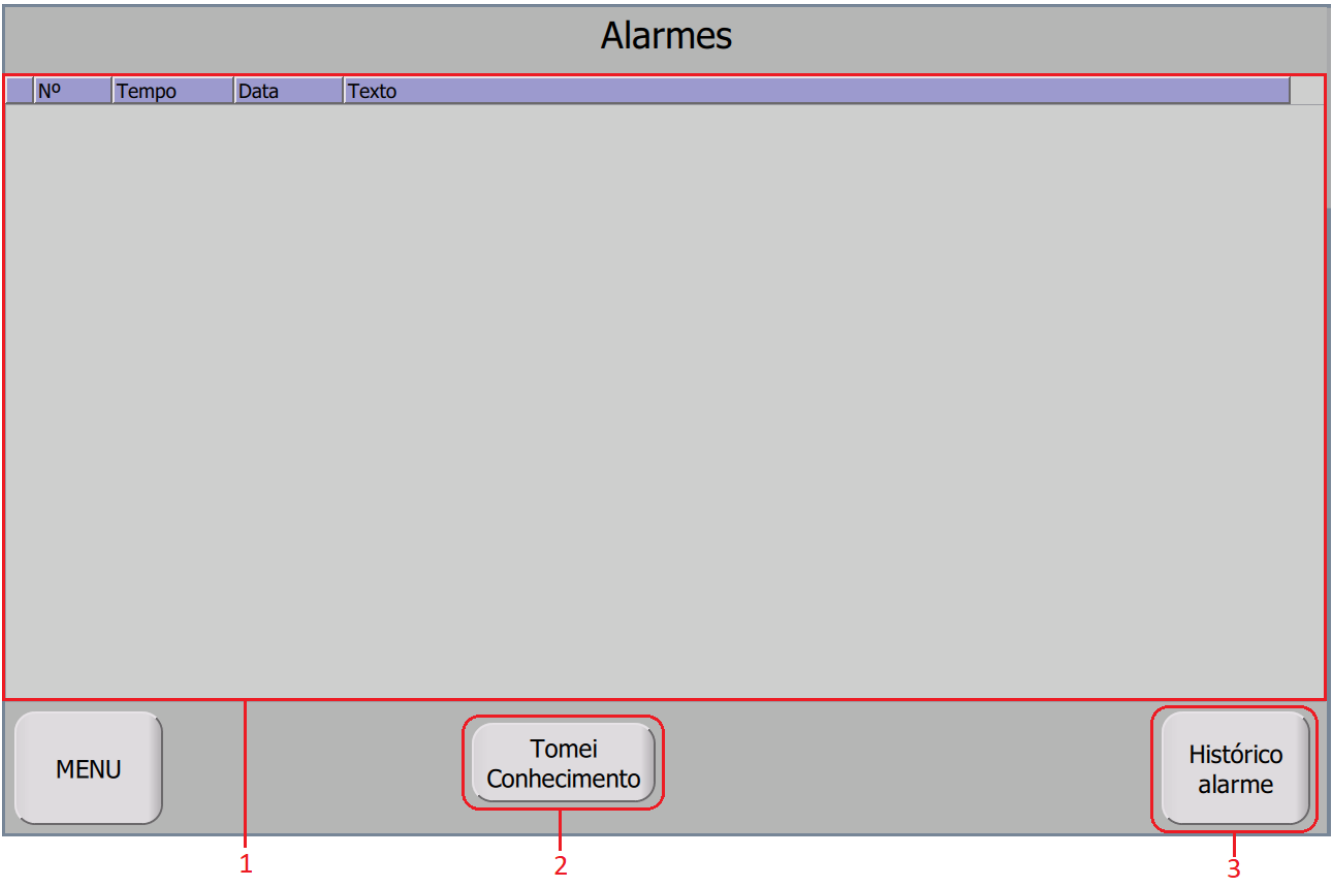 Alarmes
Nº Tempo Data Texto
MENU
Tomei
Conhecimento
Histórico
alarme
1 2 3